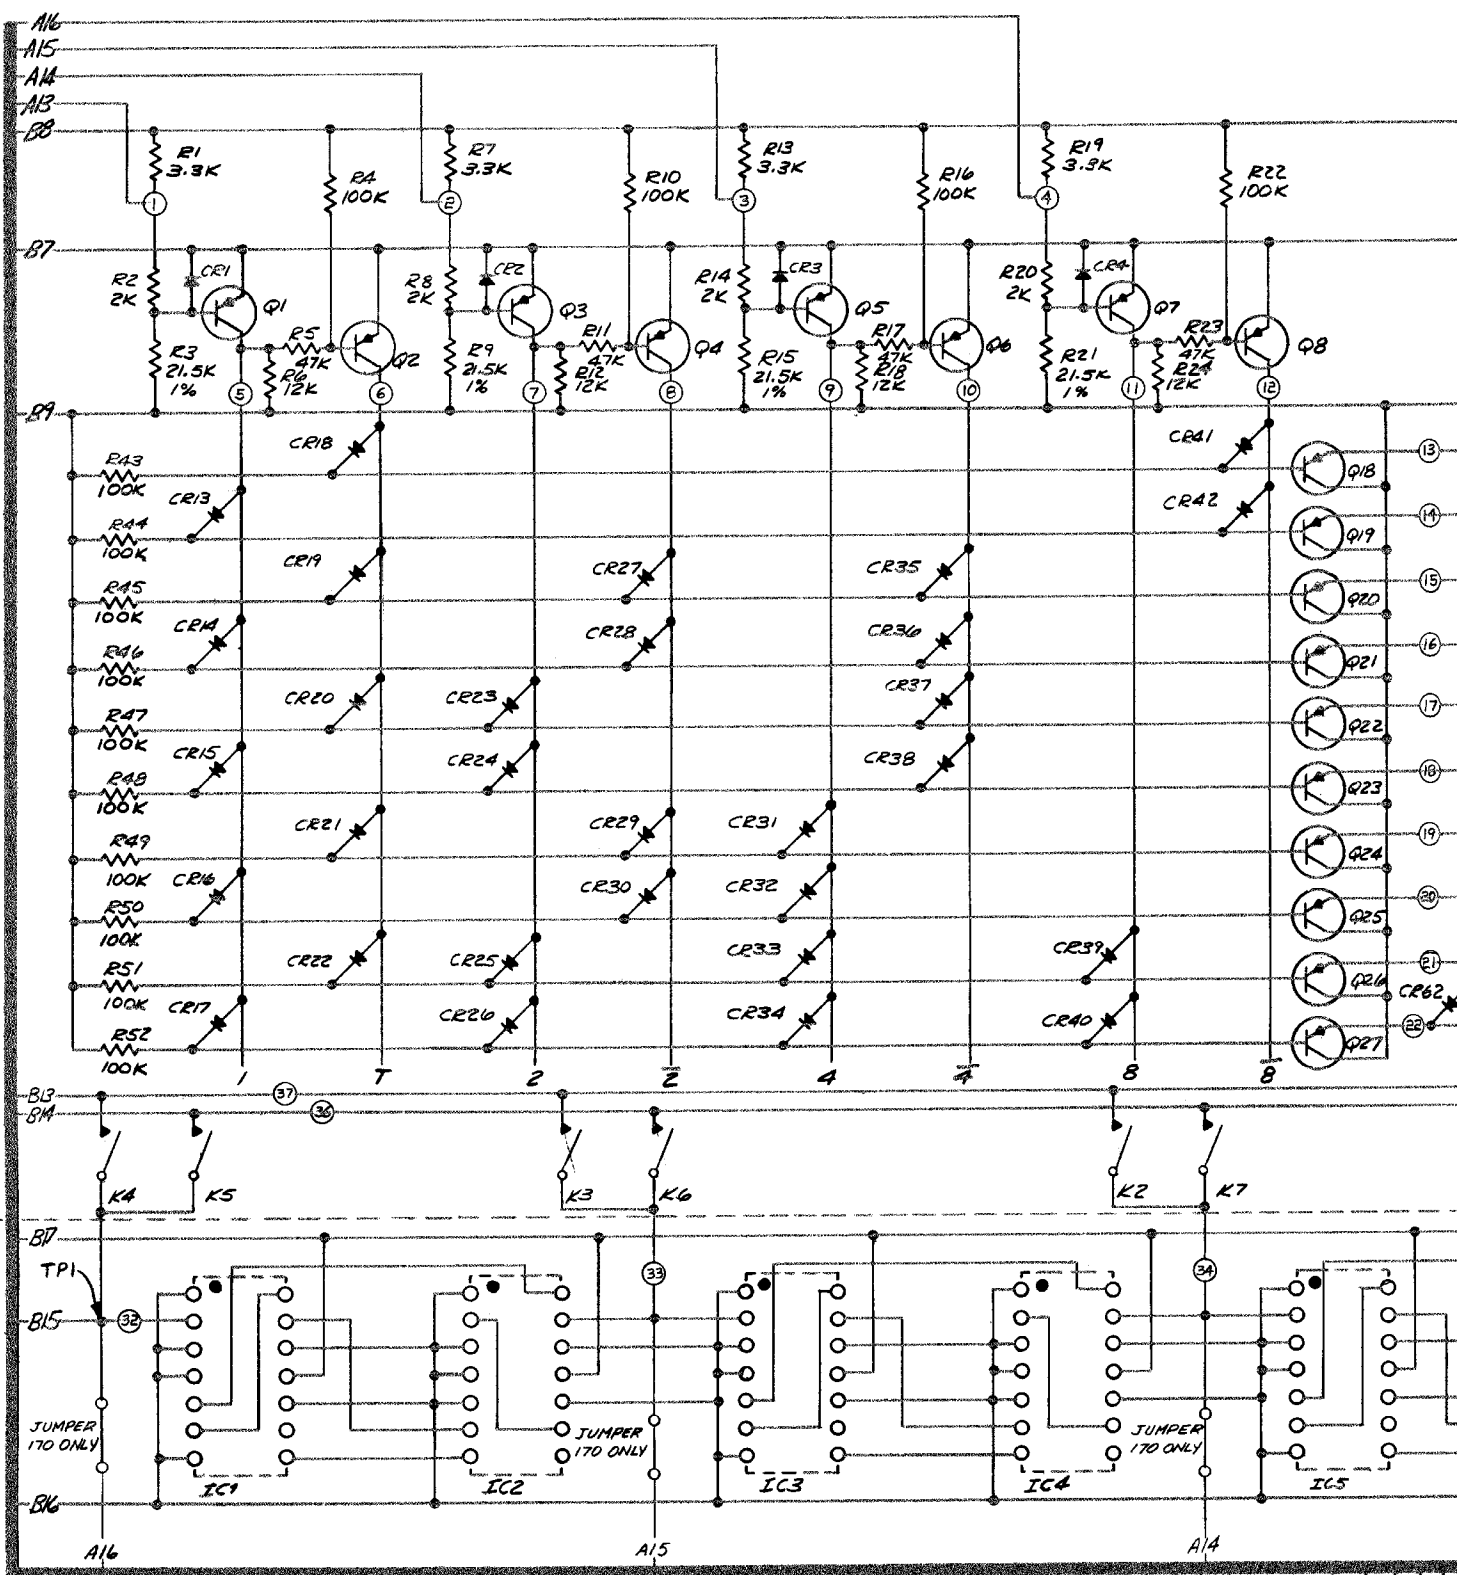 A16
A15
A14
A13
B8
R1
3.3K
R4
100K
R7
3.3K
R10
100K
R13
3.3K
R16
100K
R19
3.3K
R22
100K
1
2
3
4
B7
R2
2K
CR1
Q1
R8
2K
CR2
Q3
R14
2K
CR3
Q5
R20
2K
CR4
Q7
R3
21.5K
1%
R5
47K
R6
12K
Q2
R9
21.5K
1%
R11
47K
R12
12K
Q4
R15
21.5K
1%
R17
47K
R18
12K
Q6
R21
21.5K
1%
R23
47K
R24
12K
Q8
5
6
7
8
9
10
11
12
B9
CR18
CR41
13
R43
100K
Q18
CR13
CR42
14
R44
100K
Q19
CR19
CR27
CR35
15
R45
100K
Q20
CR14
CR28
CR36
16
R46
100K
Q21
CR20
CR23
CR37
17
R47
100K
Q22
CR15
CR24
CR38
18
R48
100K
Q23
CR21
CR29
CR31
19
R49
100K
Q24
CR16
CR30
CR32
20
R50
100K
Q25
CR22
CR25
CR33
CR39
21
R51
100K
Q26
CR62
CR17
CR26
CR34
CR40
22
R52
100K
Q27
1
1̅
2
2̅
4
4̅
8
8̅
B13
37
B14
36
K4
K5
K3
K6
K2
K7
B17
TP1
33
34
B15
32
JUMPER
170 ONLY
JUMPER
170 ONLY
JUMPER
170 ONLY
IC1
IC2
IC3
IC4
IC5
B16
A16
A15
A14